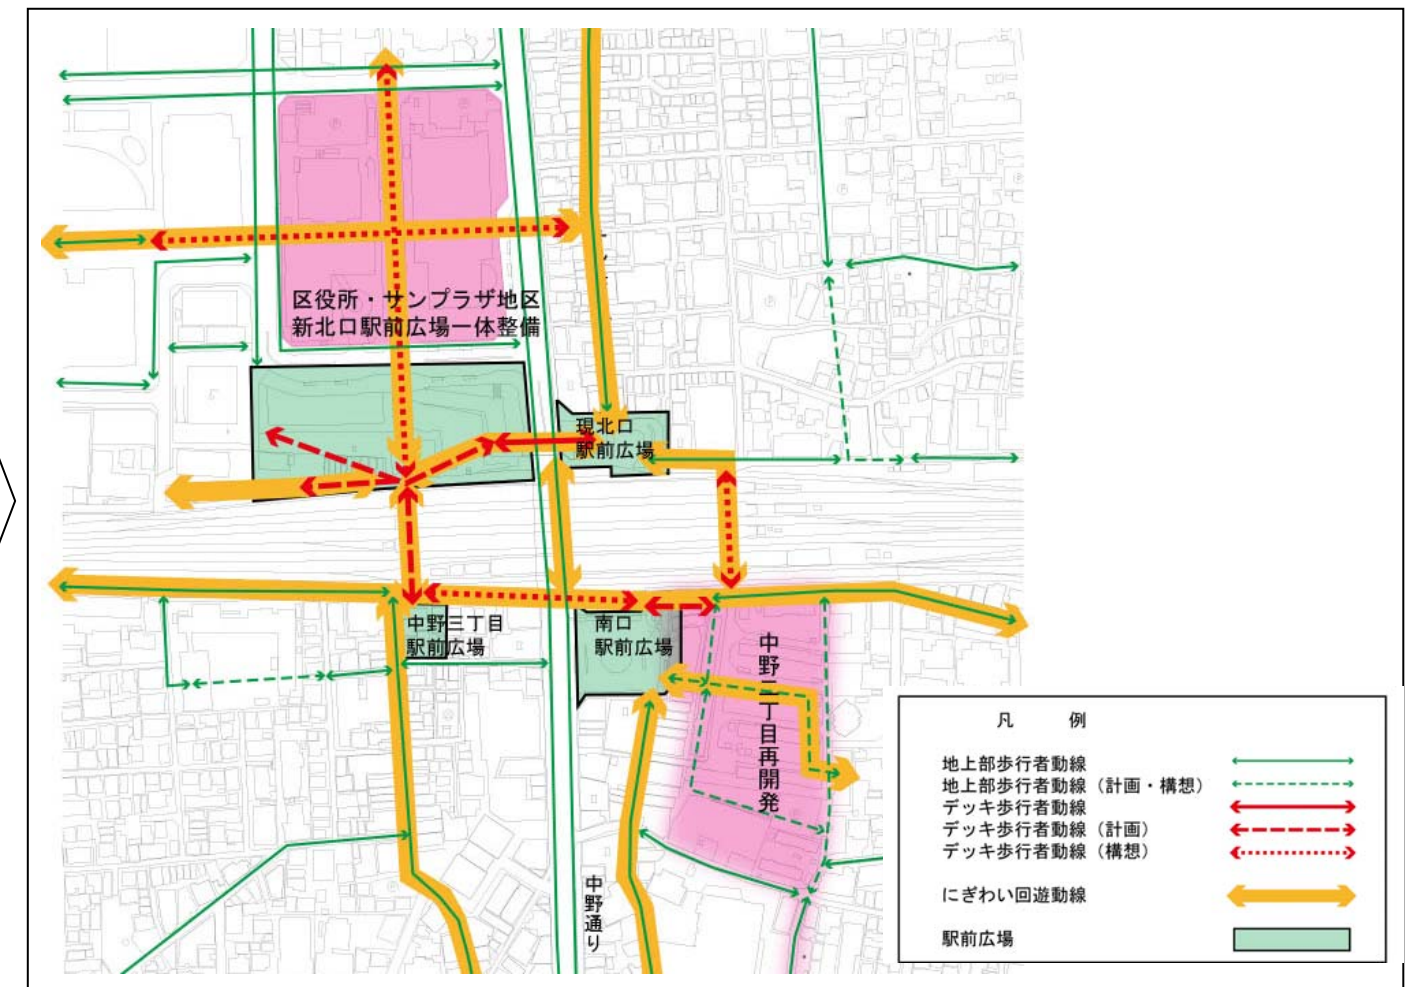 区役所・サンプラザ地区
新北口駅前広場一体整備
現北口
駅前広場
中野三丁目
駅前広場
南口
駅前広場
中野二丁目再開発
中野通り
凡 例
地上部歩行者動線
地上部歩行者動線（計画・構想）
デッキ歩行者動線
デッキ歩行者動線（計画）
デッキ歩行者動線（構想）
にぎわい回遊動線
駅前広場